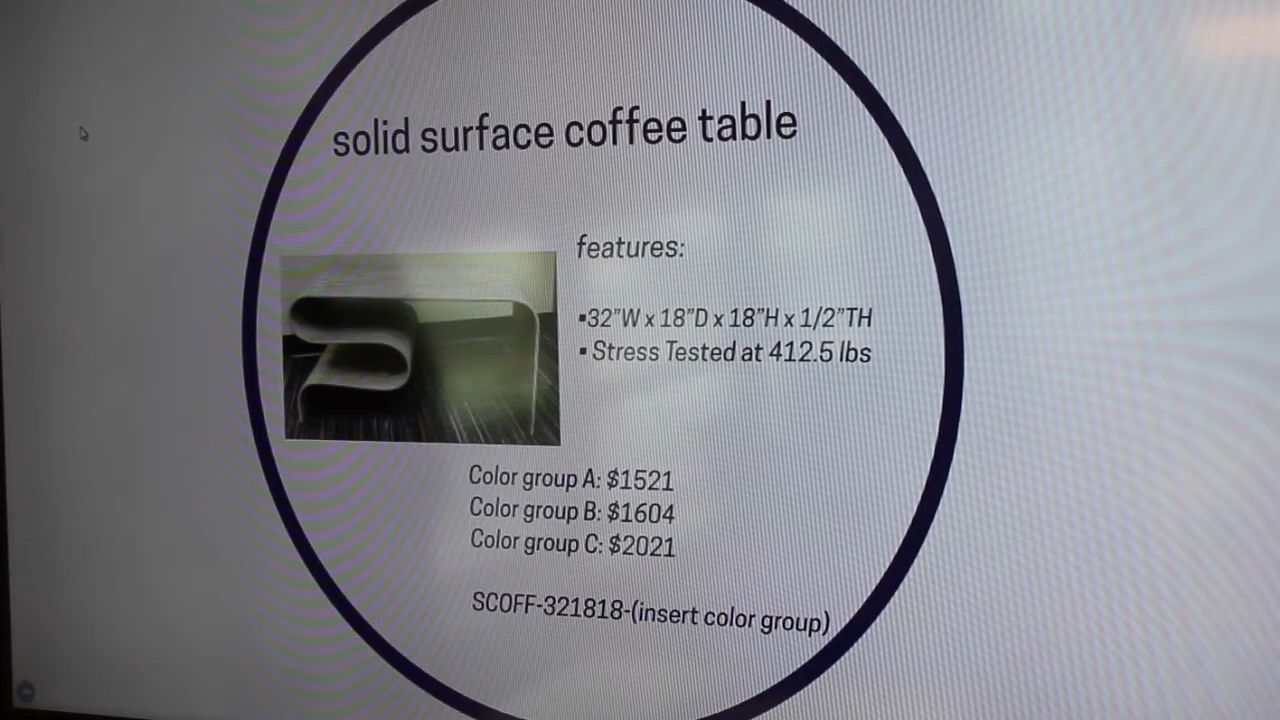 solid surface coffee table
features:
▪32”W x 18”D x 18”H x 1/2”TH
▪ Stress Tested at 412.5 lbs
Color group A: $1521
Color group B: $1604
Color group C: $2021
SCOFF-321818-(insert color group)